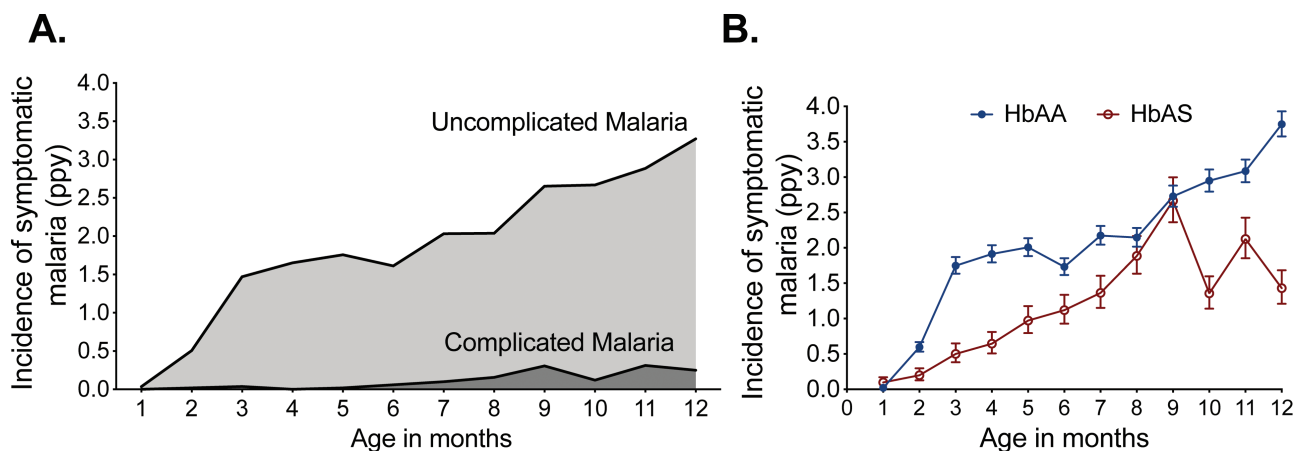 A.
Incidence of symptomatic
malaria (ppy)
4.0
3.5
3.0
2.5
2.0
1.5
1.0
0.5
0.0
Uncomplicated Malaria
Complicated Malaria
1 2 3 4 5 6 7 8 9 10 11 12
Age in months
B.
Incidence of symptomatic
malaria (ppy)
HbAA HbAS
4.0
3.5
3.0
2.5
2.0
1.5
1.0
0.5
0.0
0 1 2 3 4 5 6 7 8 9 10 11 12
Age in months